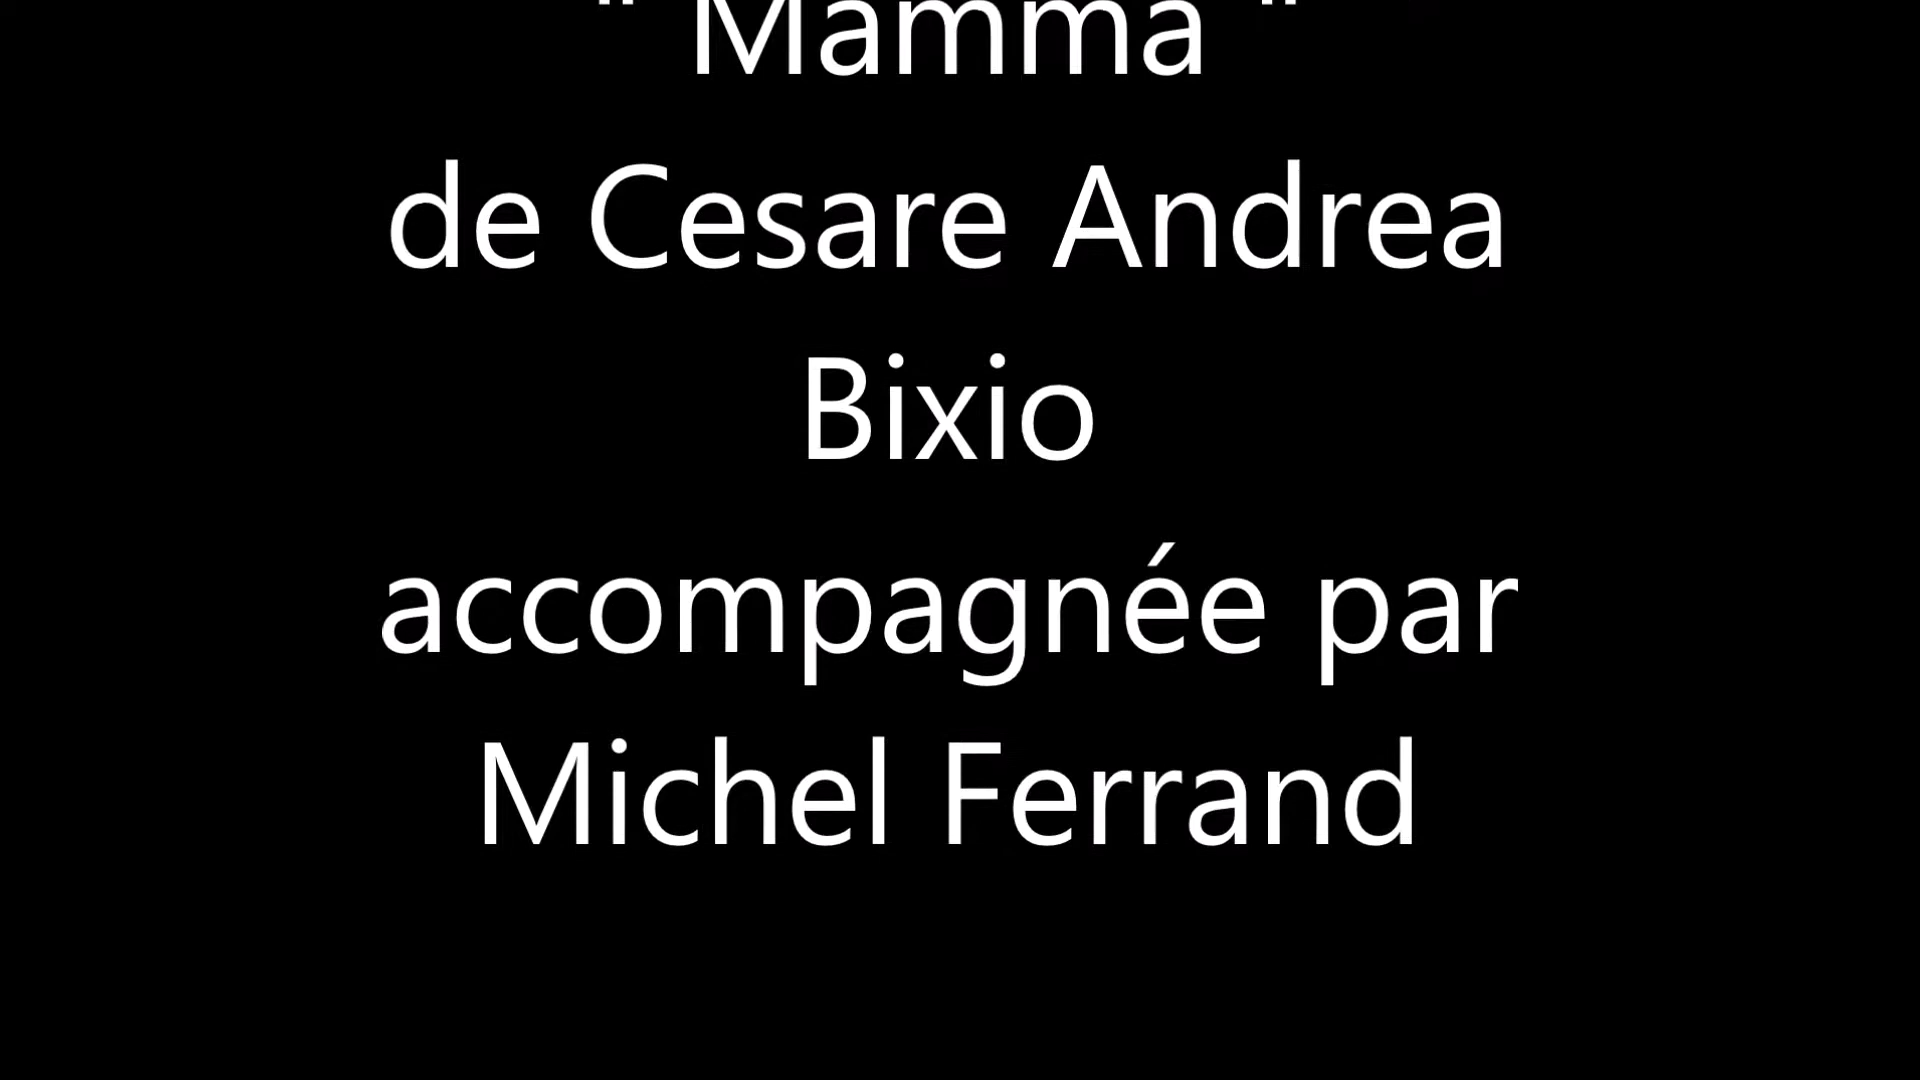 " Mamma "
de Cesare Andrea
Bixio
accompagnée par
Michel Ferrand